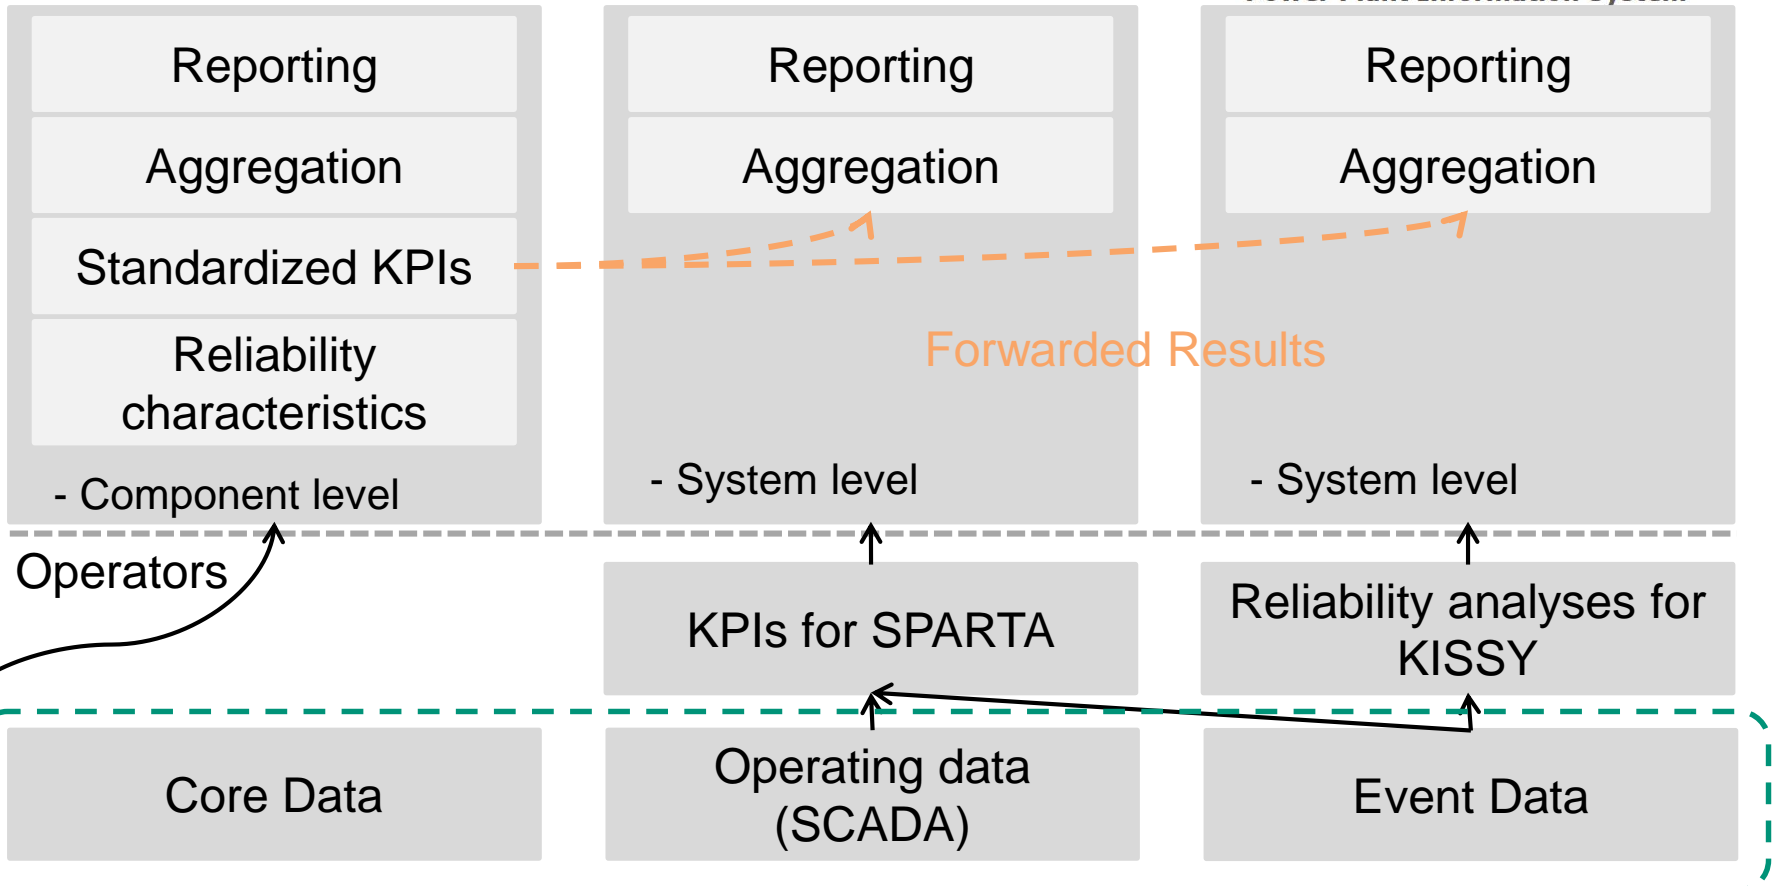 Reporting
Aggregation
Standardized KPIs
Reliability
characteristics
- Component level
Reporting
Aggregation
- System level
Reporting
Aggregation
- System level
Forwarded Results
Operators
KPIs for SPARTA
Reliability analyses for
KISSY
Core Data
Operating data
(SCADA)
Event Data